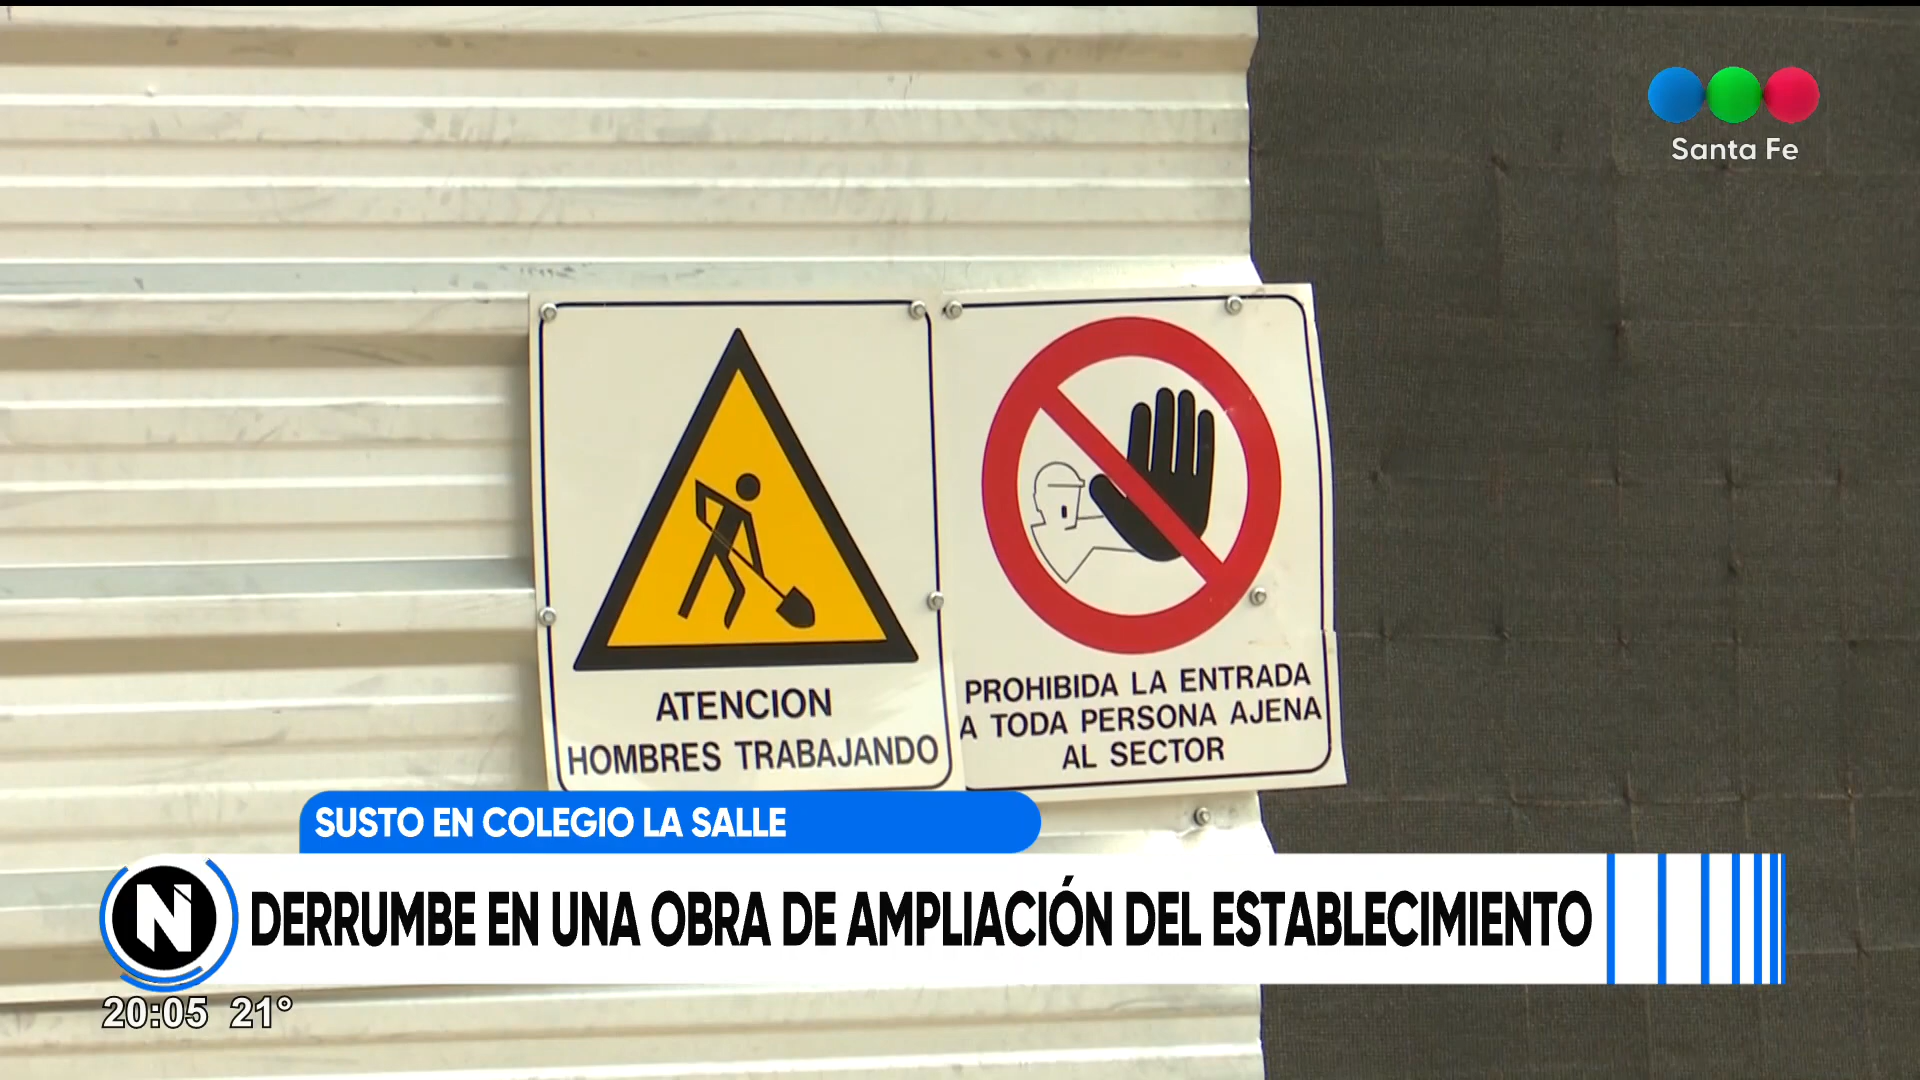 Santa Fe
ATENCION
HOMBRES TRABAJANDO
PROHIBIDA LA ENTRADA
A TODA PERSONA AJENA
AL SECTOR
SUSTO EN COLEGIO LA SALLE
N DERRUMBE EN UNA OBRA DE AMPLIACIÓN DEL ESTABLECIMIENTO
20:05 21°